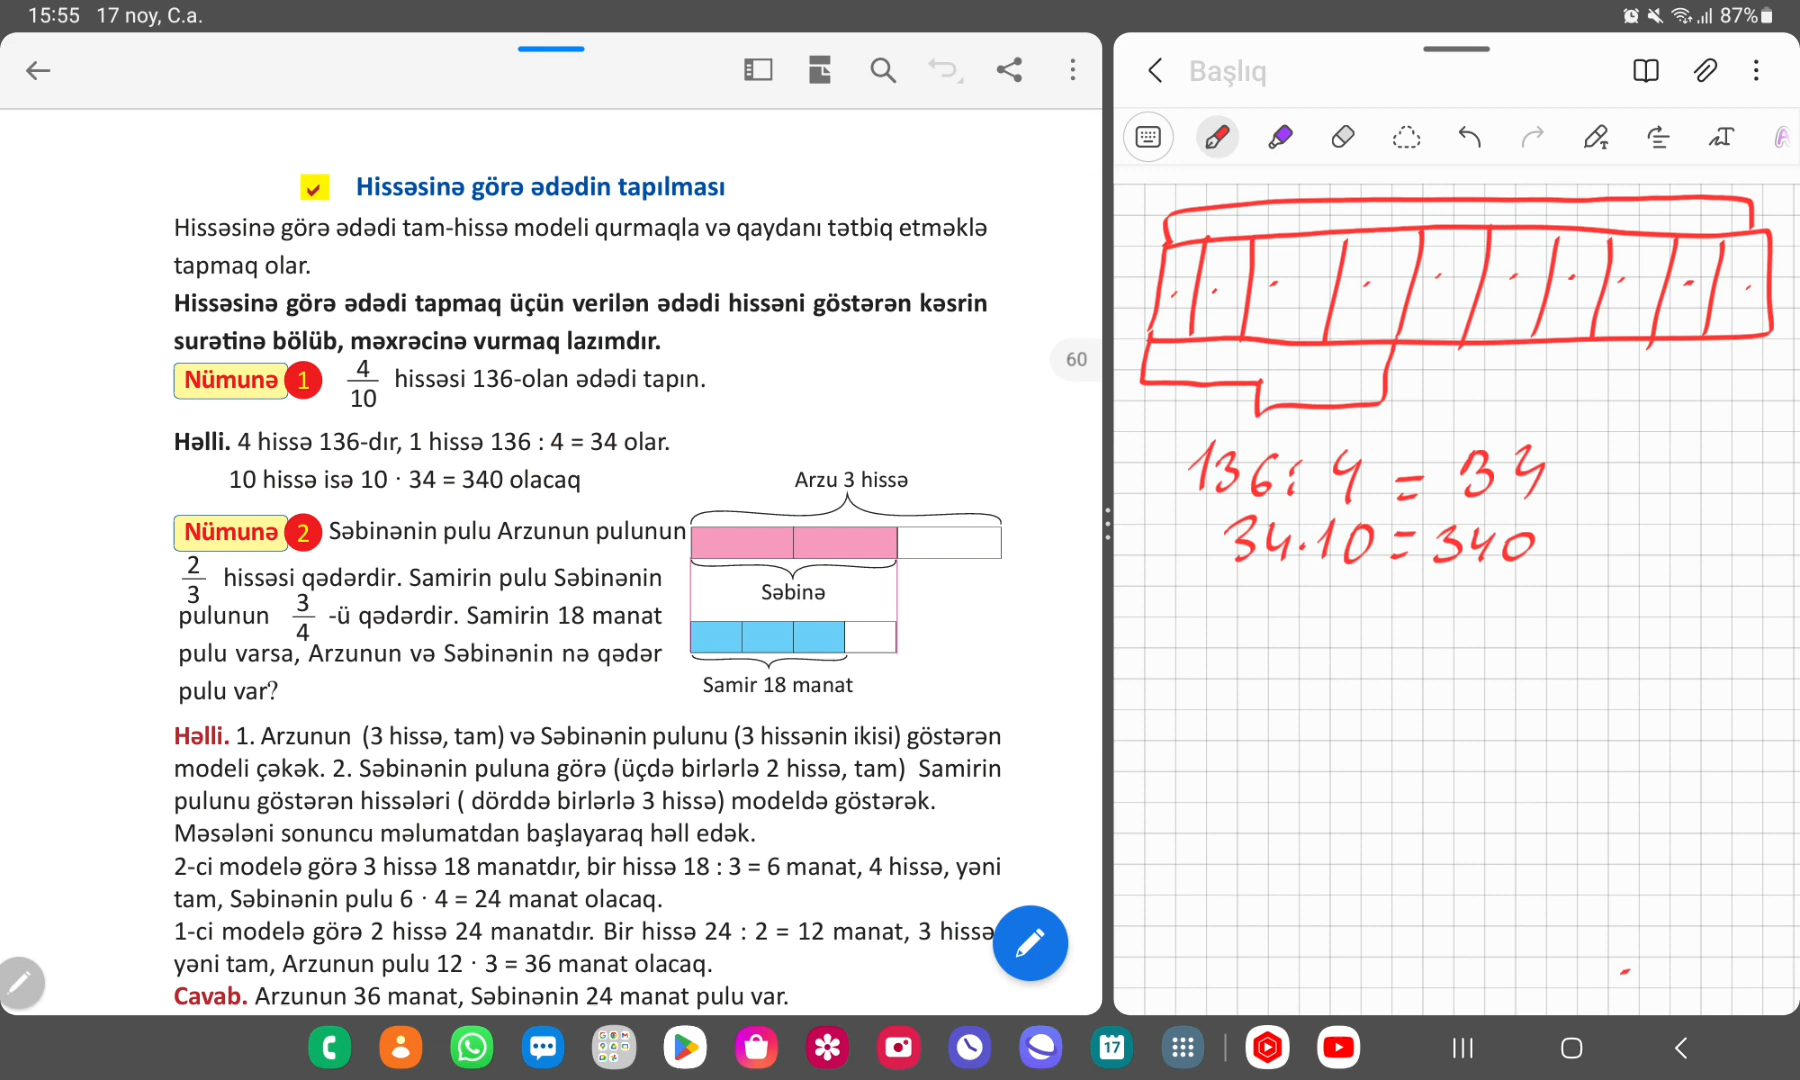 15:55 17 noy, C.a.
87%
Başlıq
Hissəsinə görə ədədin tapılması
Hissəsinə görə ədədi tam-hissə modeli qurmaqla və qaydanı tətbiq etməklə
tapmaq olar.
Hissəsinə görə ədədi tapmaq üçün verilən ədədi hissəni göstərən kəsrin
surətinə bölüb, məxrəcinə vurmaq lazımdır.
60
Nümunə 1 4/10 hissəsi 136-olan ədədi tapın.
Həlli. 4 hissə 136-dır, 1 hissə 136 : 4 = 34 olar.
10 hissə isə 10 · 34 = 340 olacaq
Arzu 3 hissə
Nümunə 2 Səbinənin pulu Arzunun pulunun
2/3 hissəsi qədərdir. Samirin pulu Səbinənin
pulunun 3/4 -ü qədərdir. Samirin 18 manat
pulu varsa, Arzunun və Səbinənin nə qədər
pulu var?
Səbinə
Samir 18 manat
Həlli. 1. Arzunun (3 hissə, tam) və Səbinənin pulunu (3 hissənin ikisi) göstərən
modeli çəkək. 2. Səbinənin puluna görə (üçdə birlərlə 2 hissə, tam) Samirin
pulunu göstərən hissələri ( dörddə birlərlə 3 hissə) modeldə göstərək.
Məsələni sonuncu məlumatdan başlayaraq həll edək.
2-ci modelə görə 3 hissə 18 manatdır, bir hissə 18 : 3 = 6 manat, 4 hissə, yəni
tam, Səbinənin pulu 6 · 4 = 24 manat olacaq.
1-ci modelə görə 2 hissə 24 manatdır. Bir hissə 24 : 2 = 12 manat, 3 hissə
yəni tam, Arzunun pulu 12 · 3 = 36 manat olacaq.
Cavab. Arzunun 36 manat, Səbinənin 24 manat pulu var.
136 : 4 = 34
34 · 10 = 340
17